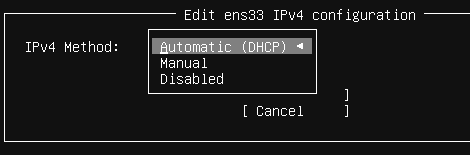 Edit ens33 IPv4 configuration
IPv4 Method:
Automatic (DHCP) ◄
Manual
Disabled
]
[ Cancel ]